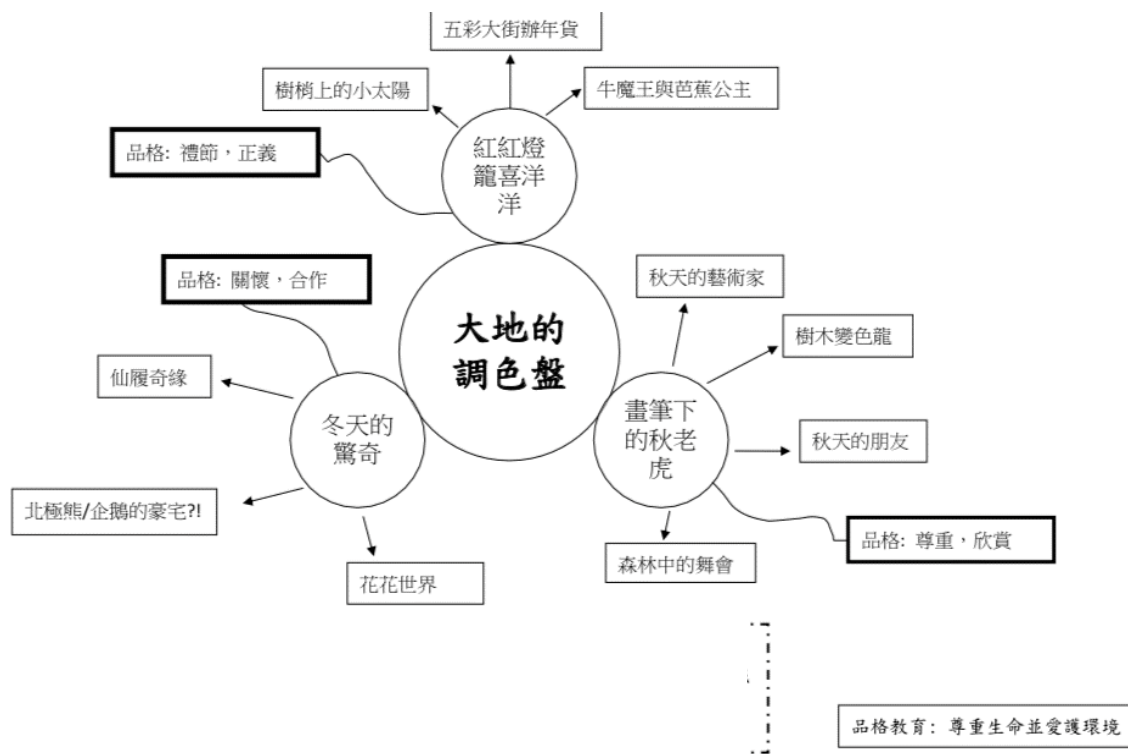 五彩大街辦年貨
樹梢上的小太陽
牛魔王與芭蕉公主
品格: 禮節，正義
紅紅燈
籠喜洋
洋
品格: 關懷，合作
秋天的藝術家
大地的
調色盤
樹木變色龍
仙履奇緣
冬天的
驚奇
畫筆下
的秋老
虎
秋天的朋友
北極熊/企鵝的豪宅?!
品格: 尊重，欣賞
花花世界
森林中的舞會
品格教育: 尊重生命並愛護環境